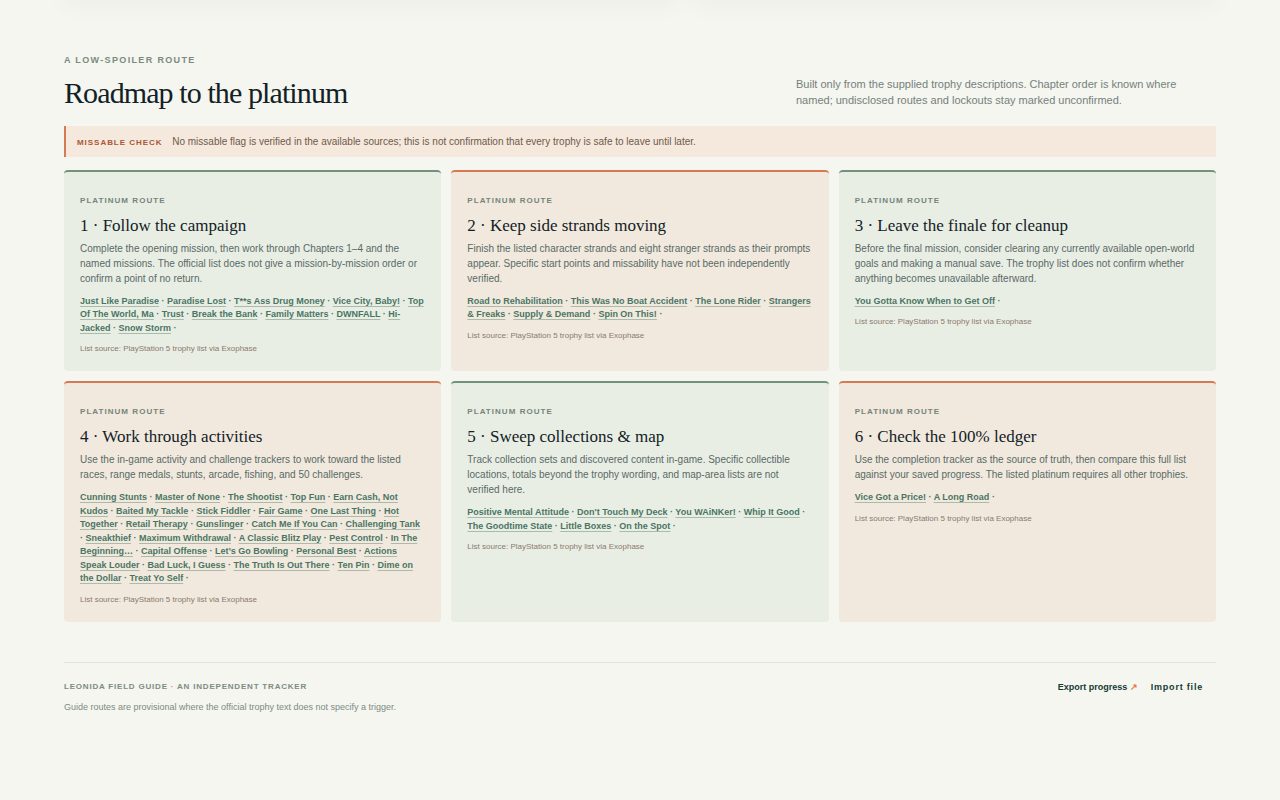 A LOW-SPOILER ROUTE
Roadmap to the platinum
Built only from the supplied trophy descriptions. Chapter order is known where
named; undisclosed routes and lockouts stay marked unconfirmed.
MISSABLE CHECK No missable flag is verified in the available sources; this is not confirmation that every trophy is safe to leave until later.
PLATINUM ROUTE
1 · Follow the campaign
Complete the opening mission, then work through Chapters 1–4 and the
named missions. The official list does not give a mission-by-mission order or
confirm a point of no return.
Just Like Paradise · Paradise Lost · T**s Ass Drug Money · Vice City, Baby! · Top
Of The World, Ma · Trust · Break the Bank · Family Matters · DWNFALL · Hi-
Jacked · Snow Storm ·
List source: PlayStation 5 trophy list via Exophase
PLATINUM ROUTE
2 · Keep side strands moving
Finish the listed character strands and eight stranger strands as their prompts
appear. Specific start points and missability have not been independently
verified.
Road to Rehabilitation · This Was No Boat Accident · The Lone Rider · Strangers
& Freaks · Supply & Demand · Spin On This! ·
List source: PlayStation 5 trophy list via Exophase
PLATINUM ROUTE
3 · Leave the finale for cleanup
Before the final mission, consider clearing any currently available open-world
goals and making a manual save. The trophy list does not confirm whether
anything becomes unavailable afterward.
You Gotta Know When to Get Off ·
List source: PlayStation 5 trophy list via Exophase
PLATINUM ROUTE
4 · Work through activities
Use the in-game activity and challenge trackers to work toward the listed
races, range medals, stunts, arcade, fishing, and 50 challenges.
Cunning Stunts · Master of None · The Shootist · Top Fun · Earn Cash, Not
Kudos · Baited My Tackle · Stick Fiddler · Fair Game · One Last Thing · Hot
Together · Retail Therapy · Gunslinger · Catch Me If You Can · Challenging Tank
· Sneakthief · Maximum Withdrawal · A Classic Blitz Play · Pest Control · In The
Beginning… · Capital Offense · Let's Go Bowling · Personal Best · Actions
Speak Louder · Bad Luck, I Guess · The Truth Is Out There · Ten Pin · Dime on
the Dollar · Treat Yo Self ·
List source: PlayStation 5 trophy list via Exophase
PLATINUM ROUTE
5 · Sweep collections & map
Track collection sets and discovered content in-game. Specific collectible
locations, totals beyond the trophy wording, and map-area lists are not
verified here.
Positive Mental Attitude · Don't Touch My Deck · You WAiNKer! · Whip It Good ·
The Goodtime State · Little Boxes · On the Spot ·
List source: PlayStation 5 trophy list via Exophase
PLATINUM ROUTE
6 · Check the 100% ledger
Use the completion tracker as the source of truth, then compare this full list
against your saved progress. The listed platinum requires all other trophies.
Vice Got a Price! · A Long Road ·
List source: PlayStation 5 trophy list via Exophase
LEONIDA FIELD GUIDE · AN INDEPENDENT TRACKER
Guide routes are provisional where the official trophy text does not specify a trigger.
Export progress ↗ Import file